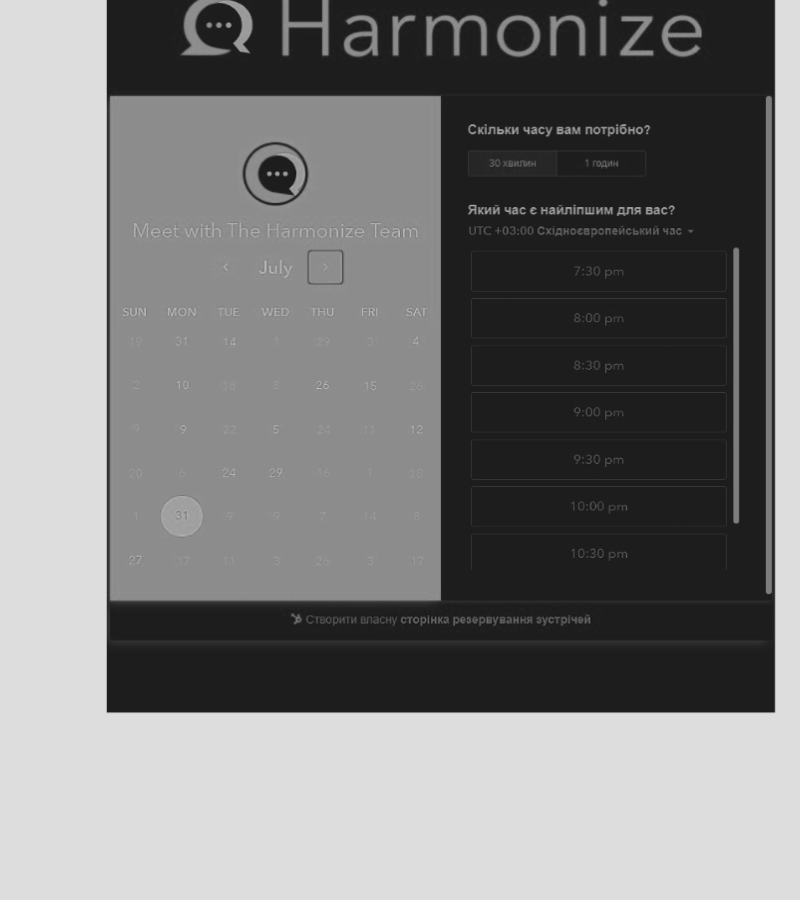 Harmonize
Meet with The Harmonize Team
July
SUN MON TUE WED THU FRI SAT
19 31 14 1 29 31 4
2 10 18 8 26 15 26
9 9 22 5 24 11 12
20 6 24 29 16 1 18
1 31 9 9 7 14 8
27 17 11 3 26 3 17
Скільки часу вам потрібно?
30 хвилин 1 годин
Який час є найліпшим для вас?
UTC +03:00 Східноєвропейський час
7:30 pm
8:00 pm
8:30 pm
9:00 pm
9:30 pm
10:00 pm
10:30 pm
Створити власну сторінка резервування зустрічей